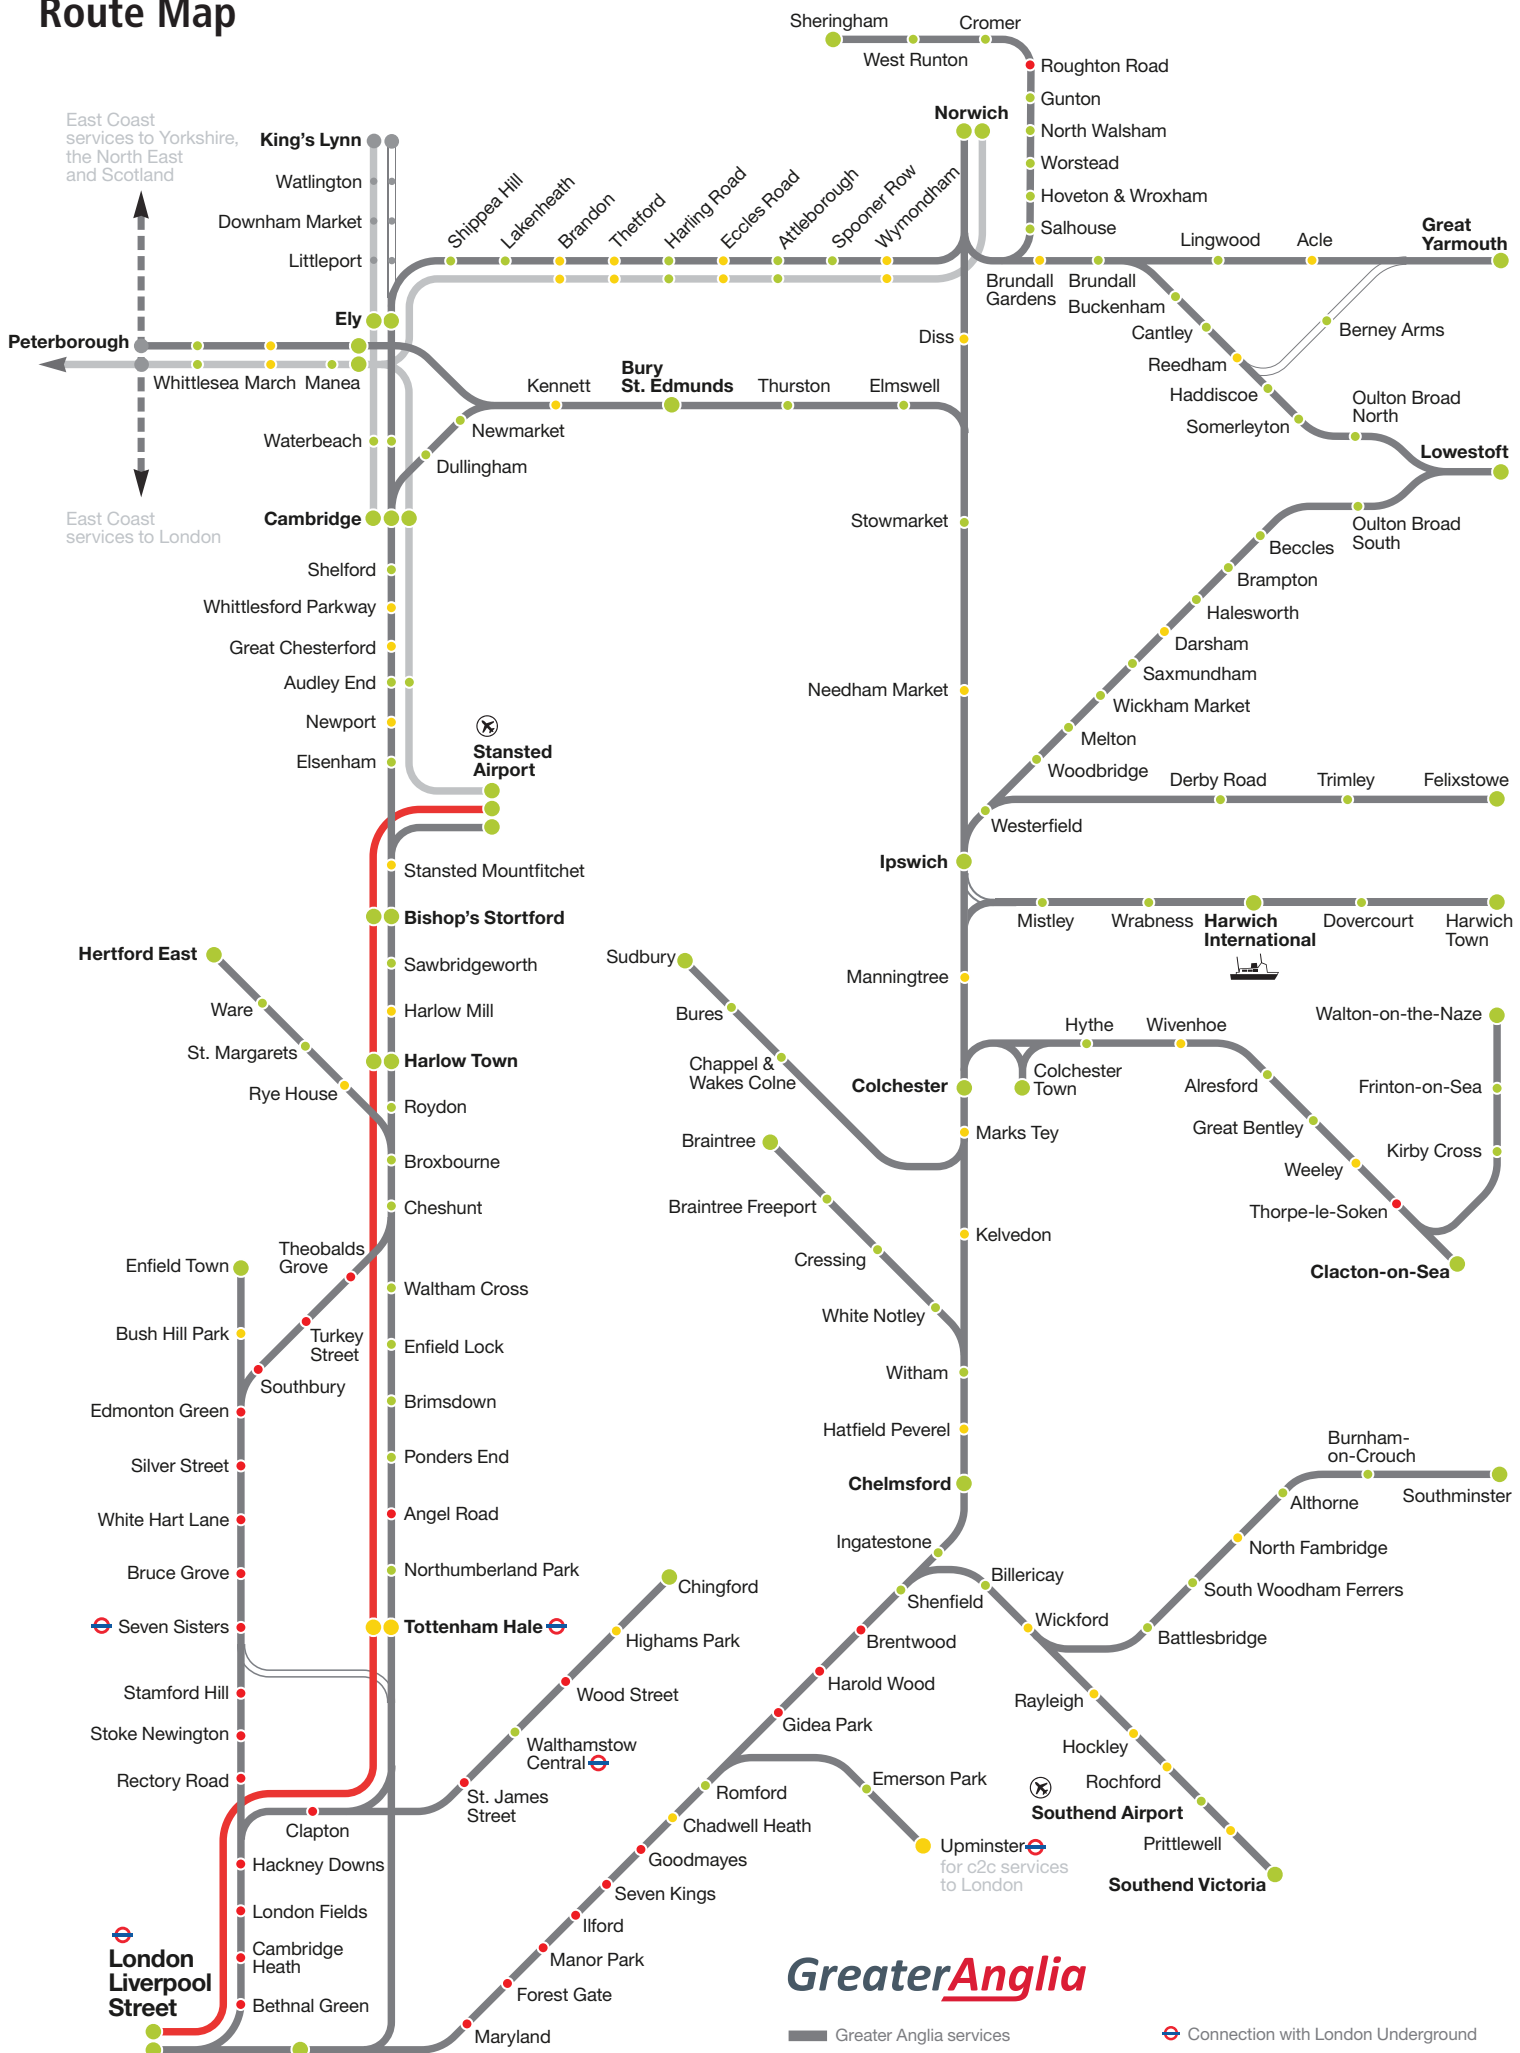 Route Map
Sheringham
Cromer
West Runton
Roughton Road
Gunton
North Walsham
Worstead
Hoveton & Wroxham
Salhouse
Norwich
East Coast
services to Yorkshire,
the North East
and Scotland
King's Lynn
Watlington
Downham Market
Littleport
Ely
Shippea Hill
Lakenheath
Brandon
Thetford
Harling Road
Eccles Road
Attleborough
Spooner Row
Wymondham
Brundall
Gardens
Brundall
Lingwood
Acle
Great
Yarmouth
Buckenham
Cantley
Reedham
Berney Arms
Haddiscoe
Somerleyton
Oulton Broad
North
Lowestoft
Oulton Broad
South
Beccles
Brampton
Halesworth
Darsham
Saxmundham
Wickham Market
Melton
Woodbridge
Westerfield
Derby Road
Trimley
Felixstowe
Peterborough
Whittlesea
March
Manea
East Coast
services to London
Waterbeach
Cambridge
Kennett
Bury
St. Edmunds
Thurston
Elmswell
Newmarket
Dullingham
Diss
Stowmarket
Needham Market
Ipswich
Shelford
Whittlesford Parkway
Great Chesterford
Audley End
Newport
Elsenham
Stansted
Airport
Stansted Mountfitchet
Bishop's Stortford
Sawbridgeworth
Harlow Mill
Harlow Town
Roydon
Broxbourne
Cheshunt
Hertford East
Ware
St. Margarets
Rye House
Mistley
Wrabness
Harwich
International
Dovercourt
Harwich
Town
Manningtree
Sudbury
Bures
Chappel &
Wakes Colne
Colchester
Hythe
Wivenhoe
Colchester
Town
Alresford
Great Bentley
Weeley
Thorpe-le-Soken
Clacton-on-Sea
Walton-on-the-Naze
Frinton-on-Sea
Kirby Cross
Marks Tey
Kelvedon
Braintree
Braintree Freeport
Cressing
White Notley
Witham
Hatfield Peverel
Chelmsford
Theobalds
Grove
Turkey
Street
Southbury
Enfield Town
Bush Hill Park
Edmonton Green
Silver Street
White Hart Lane
Bruce Grove
Seven Sisters
Stamford Hill
Stoke Newington
Rectory Road
Waltham Cross
Enfield Lock
Brimsdown
Ponders End
Angel Road
Northumberland Park
Tottenham Hale
Chingford
Highams Park
Wood Street
Walthamstow
Central
St. James
Street
Clapton
Hackney Downs
London Fields
Cambridge
Heath
Bethnal Green
London
Liverpool
Street
Ingatestone
Shenfield
Brentwood
Harold Wood
Gidea Park
Romford
Chadwell Heath
Goodmayes
Seven Kings
Ilford
Manor Park
Forest Gate
Maryland
Emerson Park
Upminster
for c2c services
to London
Billericay
Wickford
Battlesbridge
South Woodham Ferrers
North Fambridge
Althorne
Burnham-
on-Crouch
Southminster
Rayleigh
Hockley
Rochford
Southend Airport
Prittlewell
Southend Victoria
GreaterAnglia
Greater Anglia services
Connection with London Underground